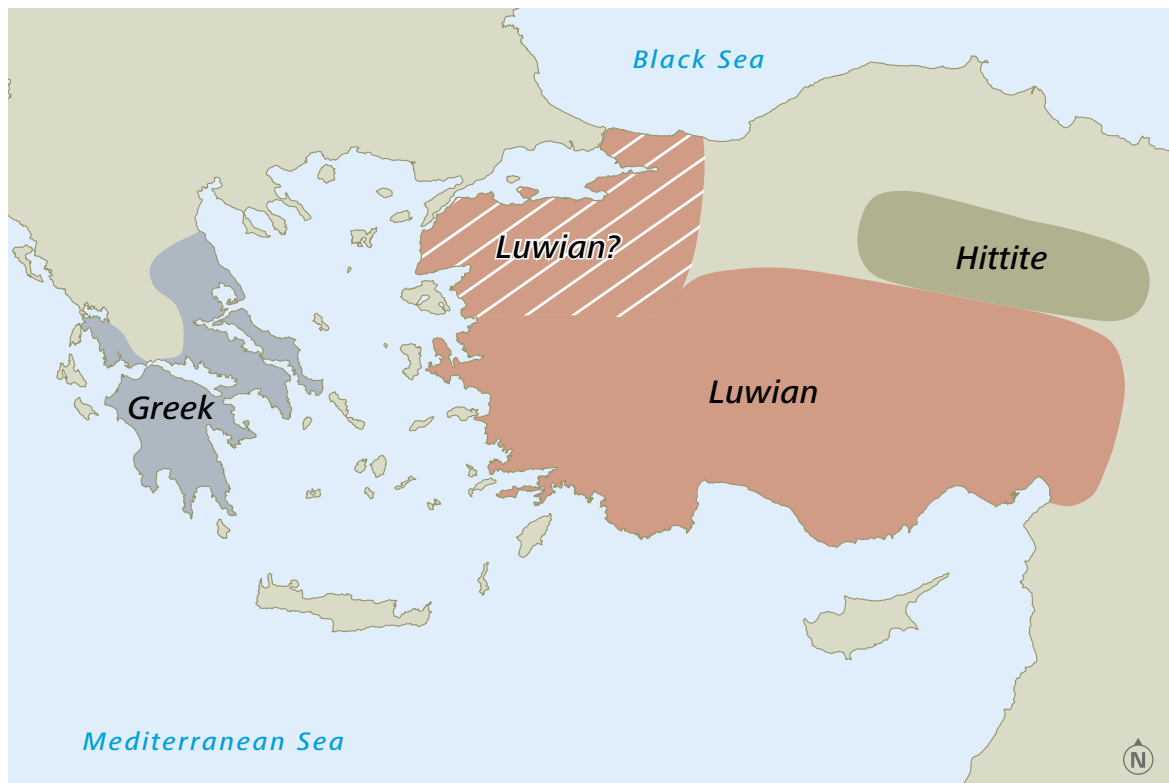 Black Sea
Luwian?
Hittite
Luwian
Greek
Mediterranean Sea
N